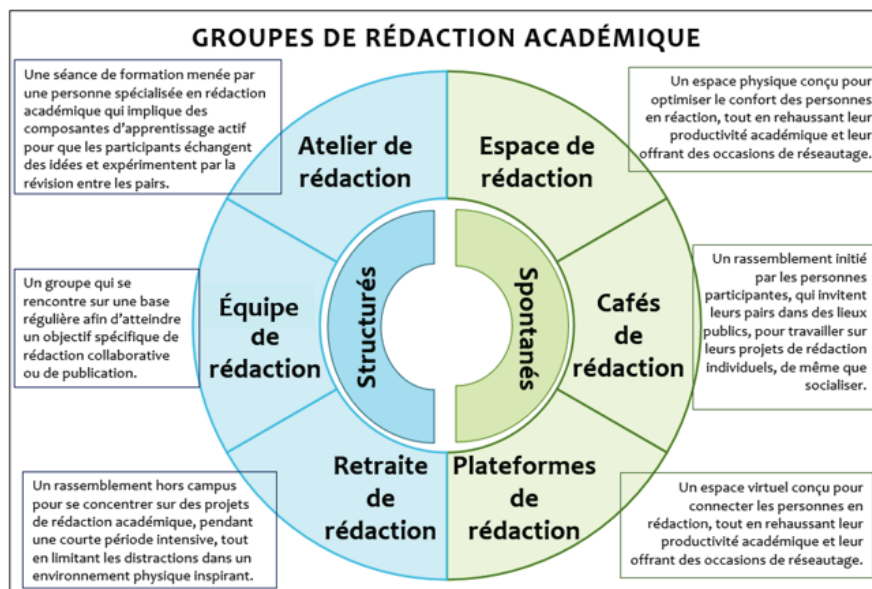 GROUPES DE RÉDACTION ACADÉMIQUE
Une séance de formation menée par
une personne spécialisée en rédaction
académique qui implique des
composantes d'apprentissage actif
pour que les participants échangent
des idées et expérimentent par la
révision entre les pairs.
Atelier de
rédaction
Espace de
rédaction
Un espace physique conçu pour
optimiser le confort des personnes
en réaction, tout en rehaussant leur
productivité académique et leur
offrant des occasions de réseautage.
Un groupe qui se
rencontre sur une base
régulière afin d'atteindre
un objectif spécifique de
rédaction collaborative
ou de publication.
Équipe
de
rédaction
Structurés
Spontanés
Cafés
de
rédaction
Un rassemblement initié
par les personnes
participantes, qui invitent
leurs pairs dans des lieux
publics, pour travailler sur
leurs projets de rédaction
individuels, de même que
socialiser.
Un rassemblement hors campus
pour se concentrer sur des projets
de rédaction académique, pendant
une courte période intensive, tout
en limitant les distractions dans un
environnement physique inspirant.
Retraite
de
rédaction
Plateformes
de
rédaction
Un espace virtuel conçu pour
connecter les personnes en
rédaction, tout en rehaussant leur
productivité académique et leur
offrant des occasions de réseautage.